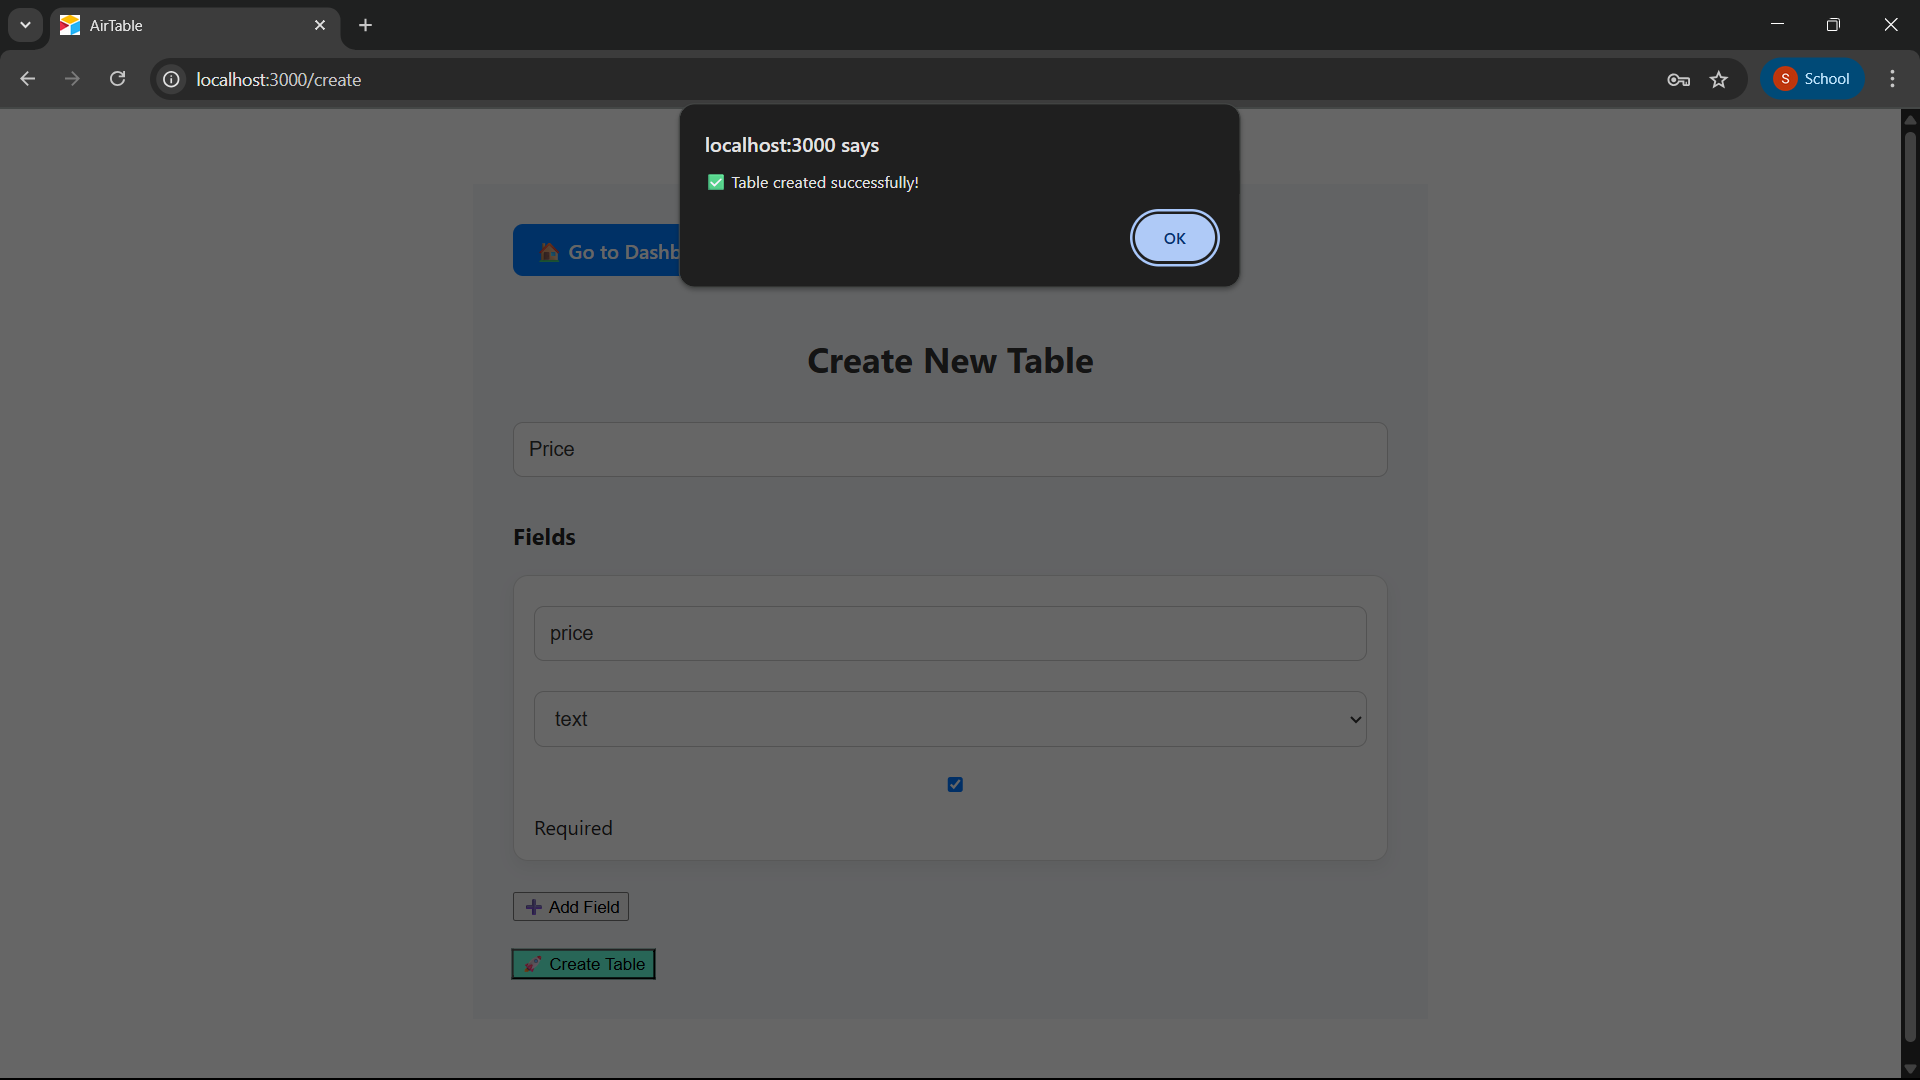 AirTable
localhost:3000/create
S School
localhost:3000 says
✅ Table created successfully!
OK
🏠 Go to Dashb
Create New Table
Price
Fields
price
text
Required
➕ Add Field
🚀 Create Table